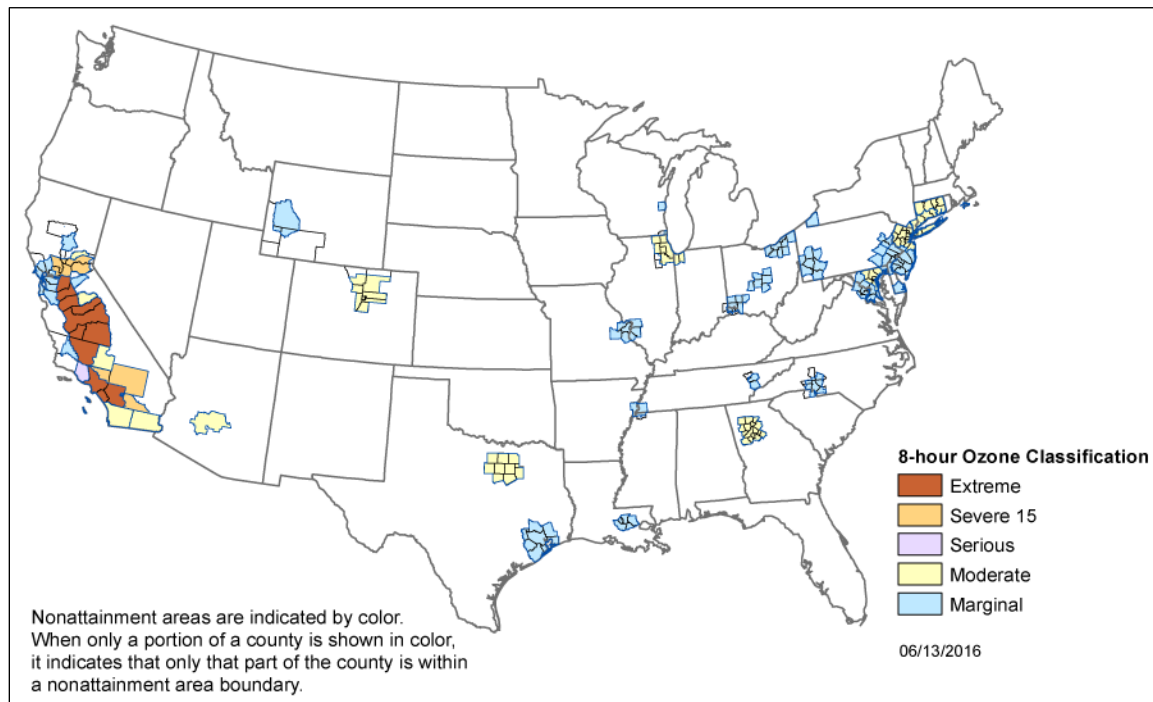 8-hour Ozone Classification
Extreme
Severe 15
Serious
Moderate
Marginal
Nonattainment areas are indicated by color.
When only a portion of a county is shown in color,
it indicates that only that part of the county is within
a nonattainment area boundary.
06/13/2016